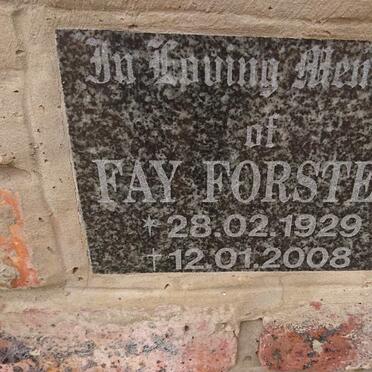 In Loving Mem
of
FAY FORSTE
* 28.02.1929
† 12.01.2008